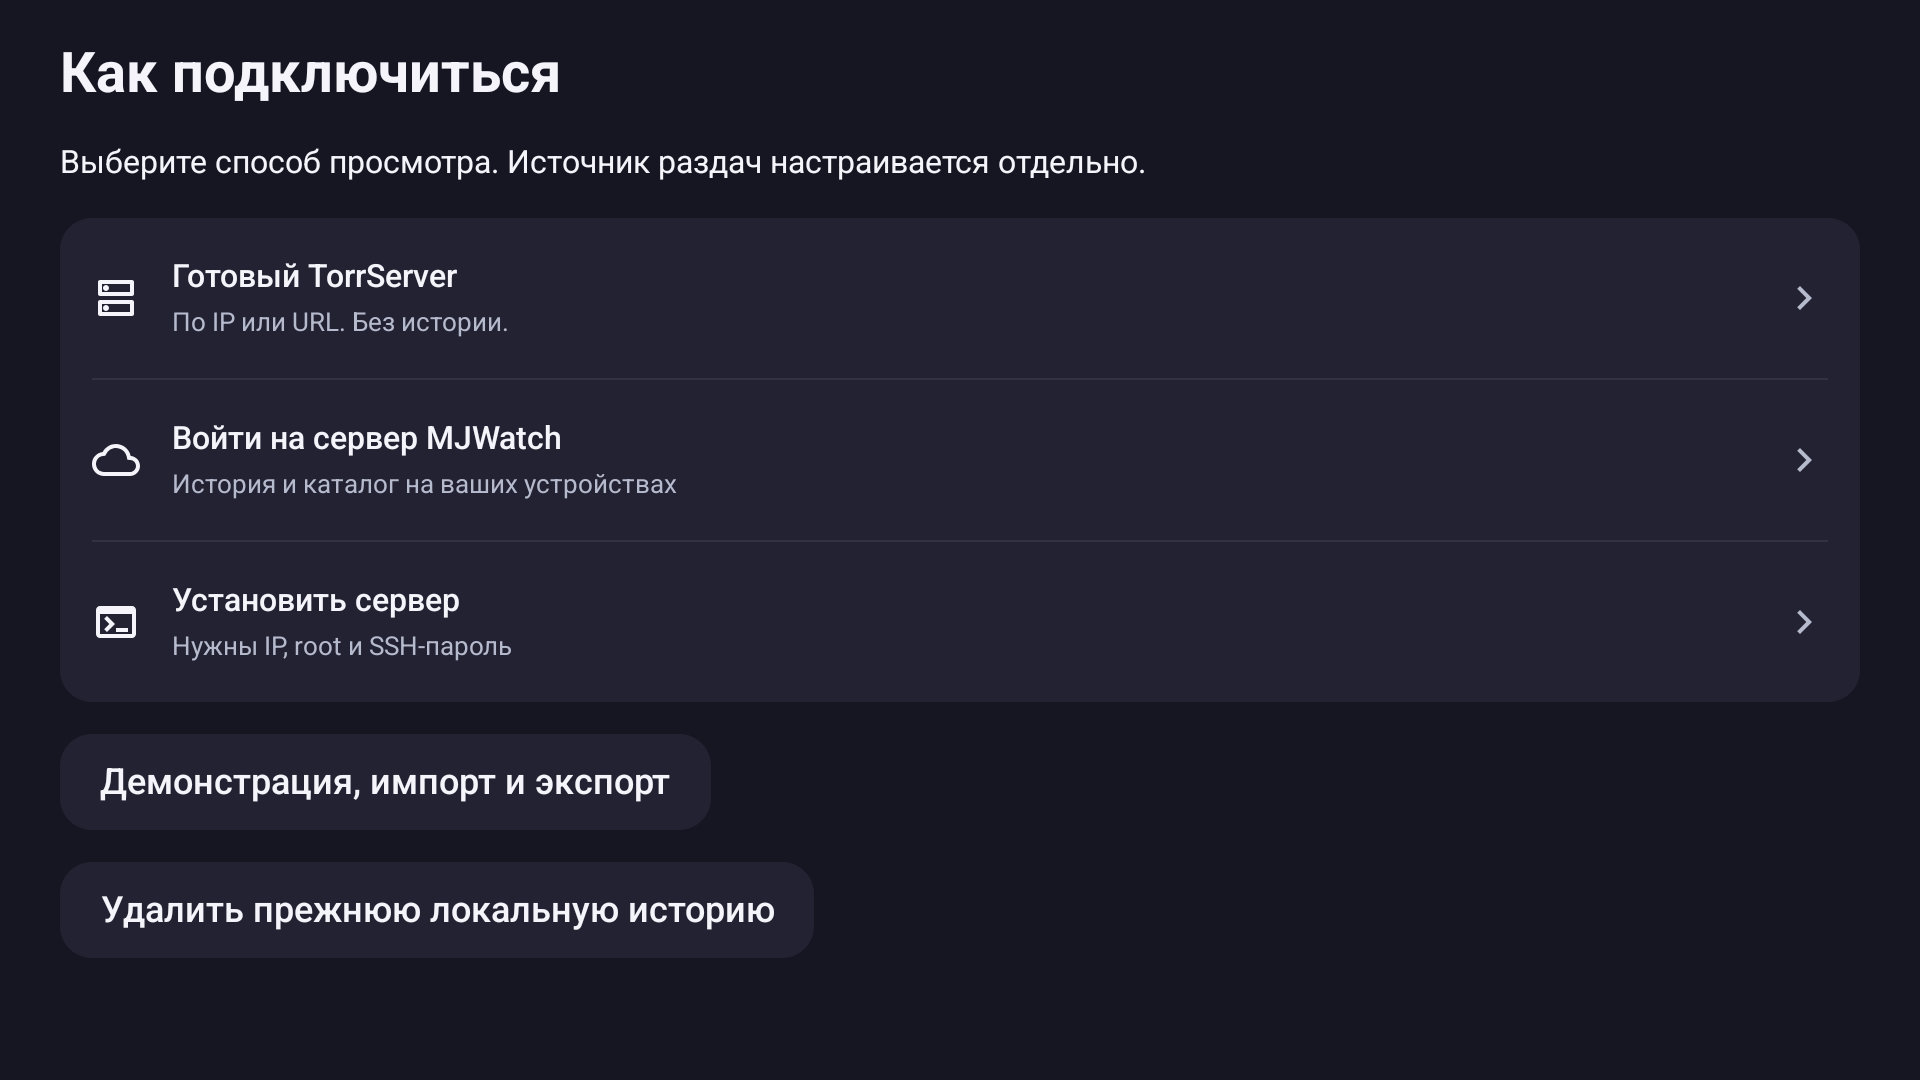 Как подключиться
Выберите способ просмотра. Источник раздач настраивается отдельно.
Готовый TorrServer
По IP или URL. Без истории.
Войти на сервер MJWatch
История и каталог на ваших устройствах
Установить сервер
Нужны IP, root и SSH-пароль
Демонстрация, импорт и экспорт
Удалить прежнюю локальную историю